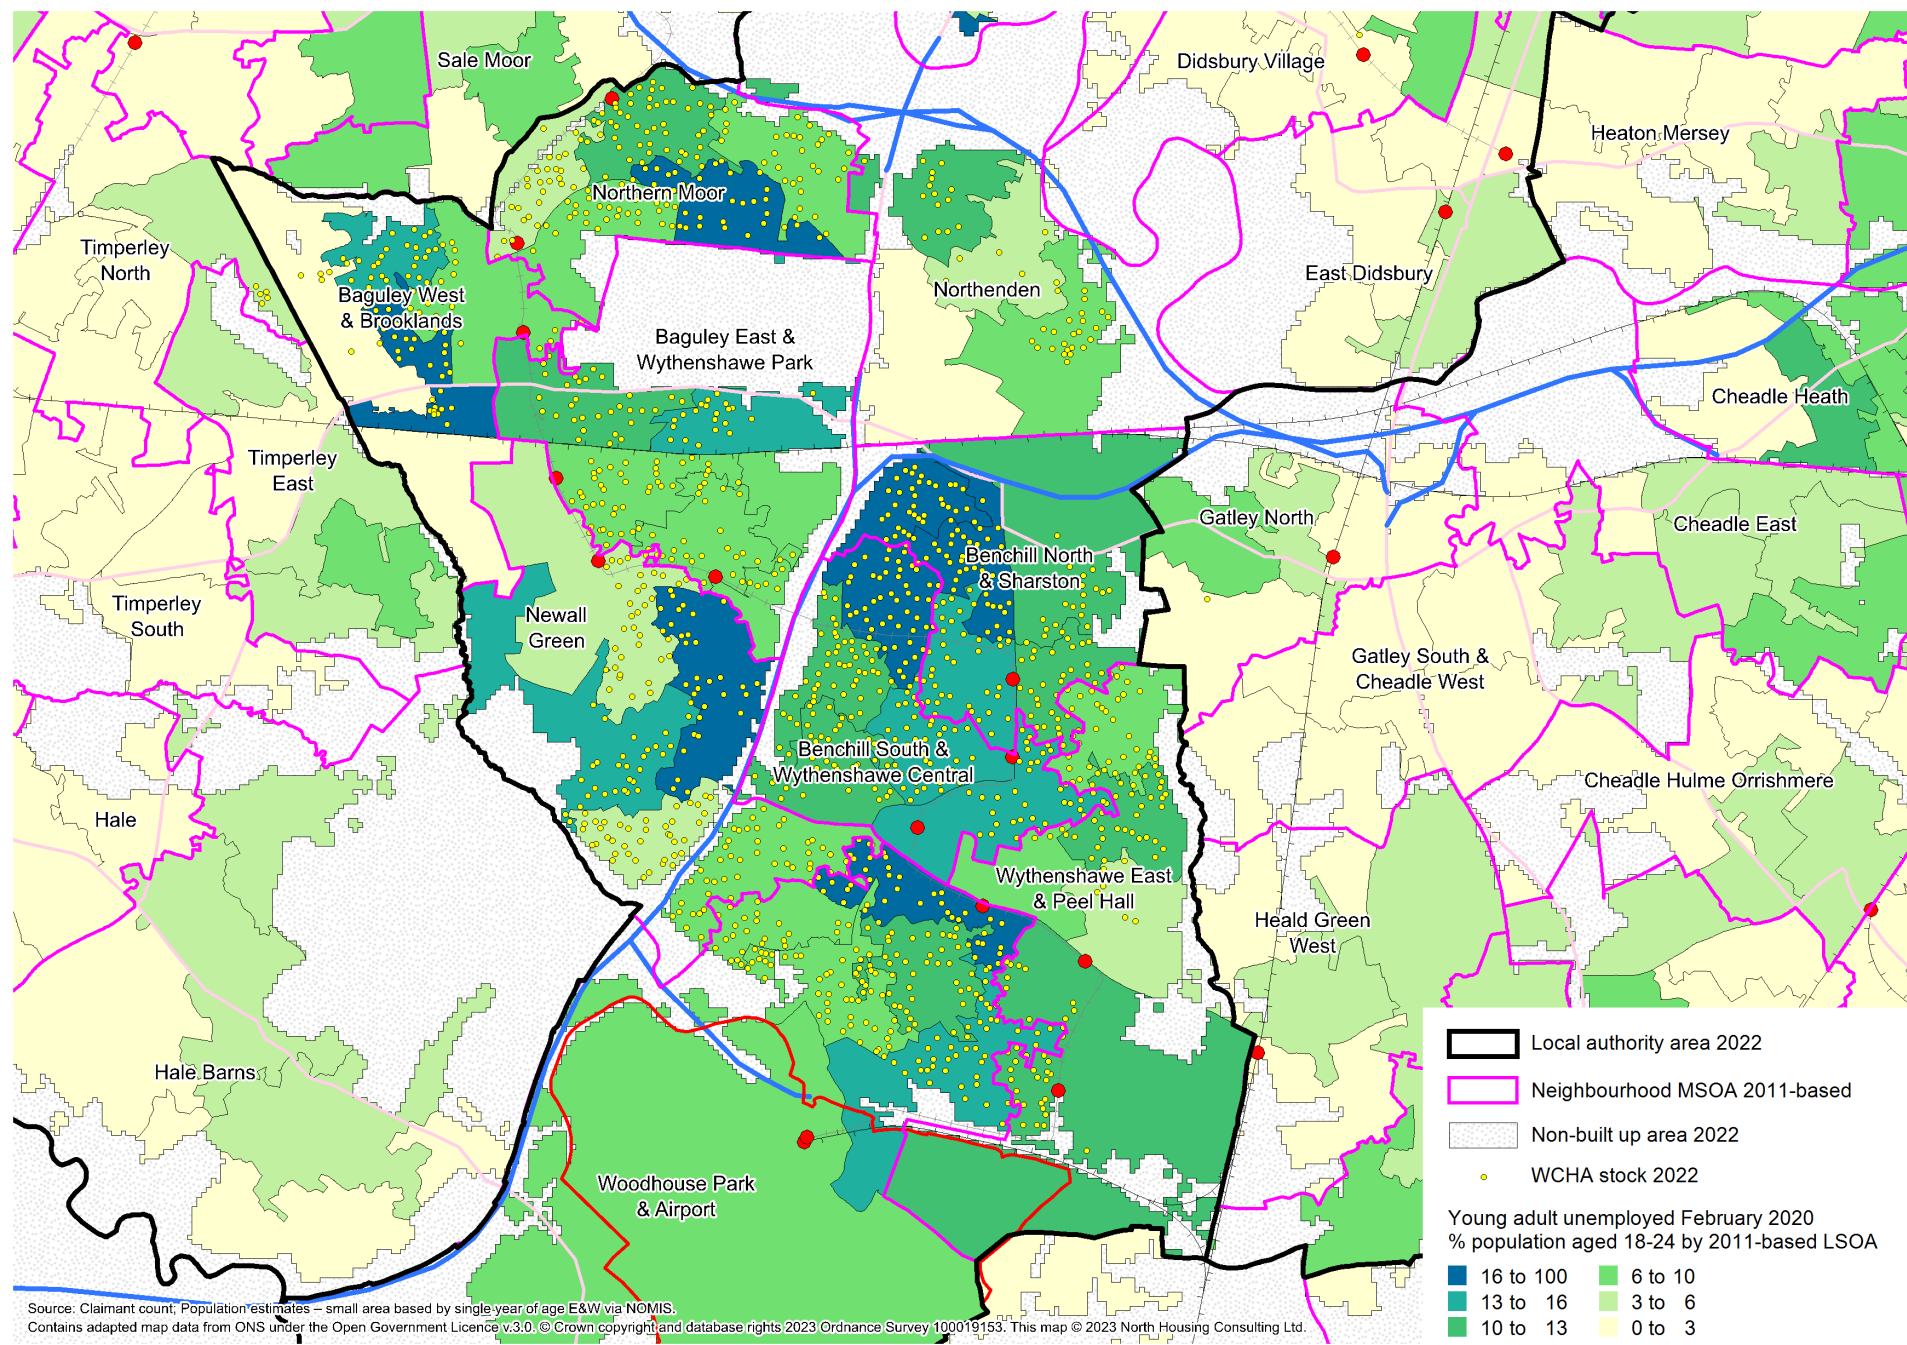 Sale Moor
Didsbury Village
Heaton Mersey
Northern Moor
Timperley
North
East Didsbury
Baguley West
& Brooklands
Northenden
Baguley East &
Wythenshawe Park
Cheadle Heath
Timperley
East
Gatley North
Cheadle East
Benchill North
& Sharston
Timperley
South
Newall
Green
Gatley South &
Cheadle West
Benchill South &
Wythenshawe Central
Cheadle Hulme Orrishmere
Hale
Wythenshawe East
& Peel Hall
Heald Green
West
Hale Barns
Woodhouse Park
& Airport
Local authority area 2022
Neighbourhood MSOA 2011-based
Non-built up area 2022
WCHA stock 2022
Young adult unemployed February 2020
% population aged 18-24 by 2011-based LSOA
16 to 100 6 to 10
13 to 16 3 to 6
10 to 13 0 to 3
Source: Claimant count; Population estimates – small area based by single year of age E&W via NOMIS.
Contains adapted map data from ONS under the Open Government Licence v.3.0. © Crown copyright and database rights 2023 Ordnance Survey 100019153. This map © 2023 North Housing Consulting Ltd.